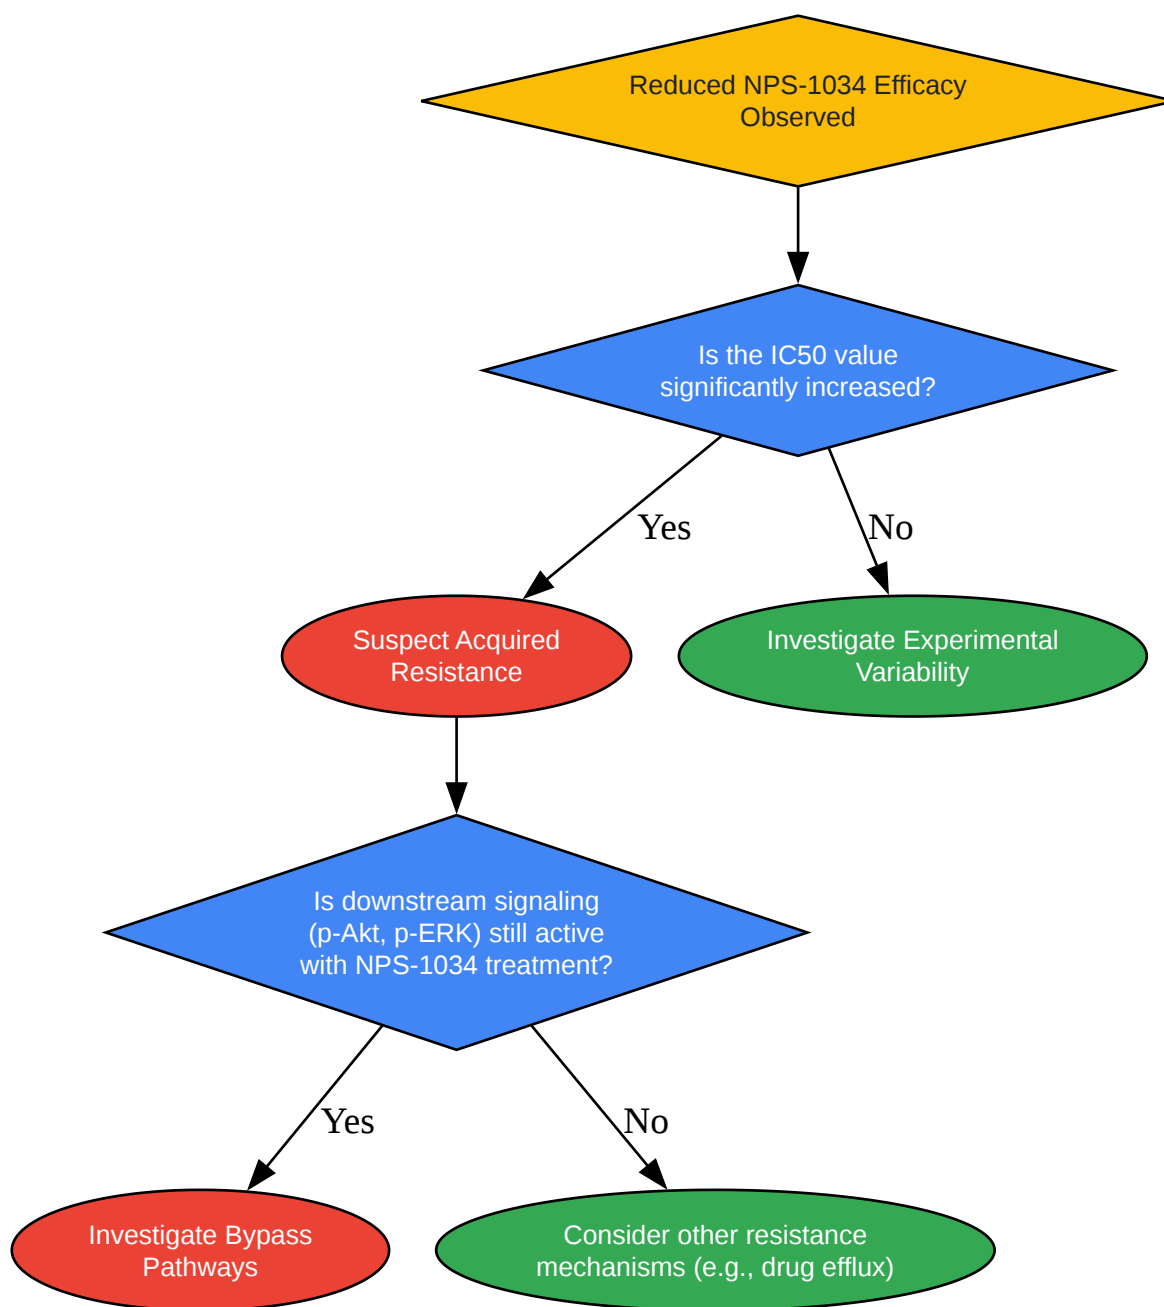 Reduced NPS-1034 Efficacy
Observed
Is the IC50 value
significantly increased?
Yes
No
Suspect Acquired
Resistance
Investigate Experimental
Variability
Is downstream signaling
(p-Akt, p-ERK) still active
with NPS-1034 treatment?
Yes
No
Investigate Bypass
Pathways
Consider other resistance
mechanisms (e.g., drug efflux)